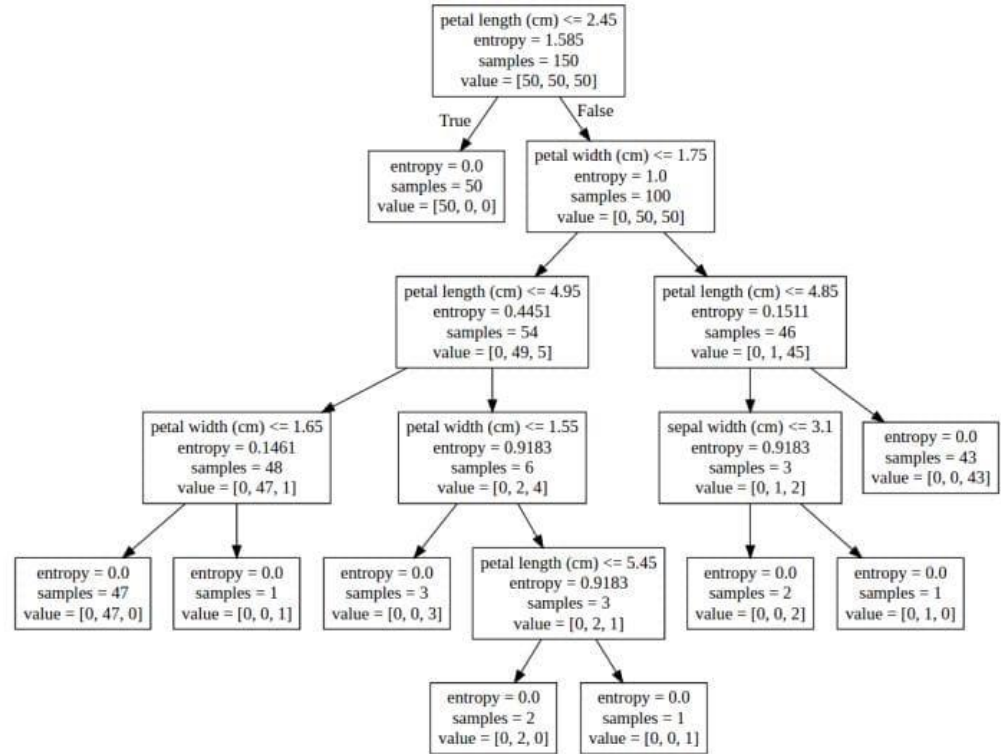 petal length (cm) <= 2.45
entropy = 1.585
samples = 150
value = [50, 50, 50]
True
False
entropy = 0.0
samples = 50
value = [50, 0, 0]
petal width (cm) <= 1.75
entropy = 1.0
samples = 100
value = [0, 50, 50]
petal length (cm) <= 4.95
entropy = 0.4451
samples = 54
value = [0, 49, 5]
petal length (cm) <= 4.85
entropy = 0.1511
samples = 46
value = [0, 1, 45]
petal width (cm) <= 1.65
entropy = 0.1461
samples = 48
value = [0, 47, 1]
petal width (cm) <= 1.55
entropy = 0.9183
samples = 6
value = [0, 2, 4]
sepal width (cm) <= 3.1
entropy = 0.9183
samples = 3
value = [0, 1, 2]
entropy = 0.0
samples = 43
value = [0, 0, 43]
entropy = 0.0
samples = 47
value = [0, 47, 0]
entropy = 0.0
samples = 1
value = [0, 0, 1]
entropy = 0.0
samples = 3
value = [0, 0, 3]
petal length (cm) <= 5.45
entropy = 0.9183
samples = 3
value = [0, 2, 1]
entropy = 0.0
samples = 2
value = [0, 0, 2]
entropy = 0.0
samples = 1
value = [0, 1, 0]
entropy = 0.0
samples = 2
value = [0, 2, 0]
entropy = 0.0
samples = 1
value = [0, 0, 1]